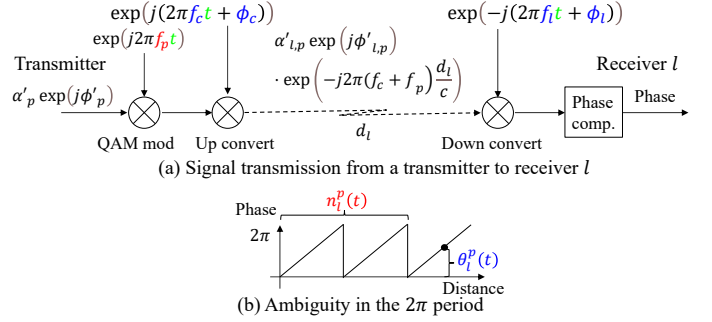 exp(j(2πf_c t + ϕ_c))
exp(j2πf_p t)
α′_{l,p} exp(jϕ′_{l,p})
· exp(−j2π(f_c + f_p) d_l/c)
exp(−j(2πf_l t + ϕ_l))
Transmitter
Receiver l
α′_p exp(jϕ′_p)
Phase comp.
Phase
d_l
QAM mod
Up convert
Down convert
(a) Signal transmission from a transmitter to receiver l
Phase
n_l^p(t)
2π
θ_l^p(t)
Distance
(b) Ambiguity in the 2π period